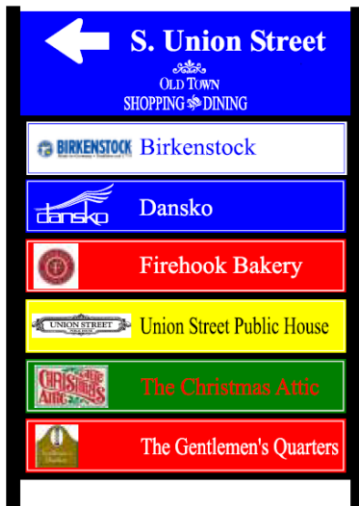 S. Union Street
OLD TOWN
SHOPPING & DINING
BIRKENSTOCK Birkenstock
dansko Dansko
Firehook Bakery
UNION STREET Union Street Public House
CHRISTMAS ATTIC The Christmas Attic
The Gentlemen's Quarters